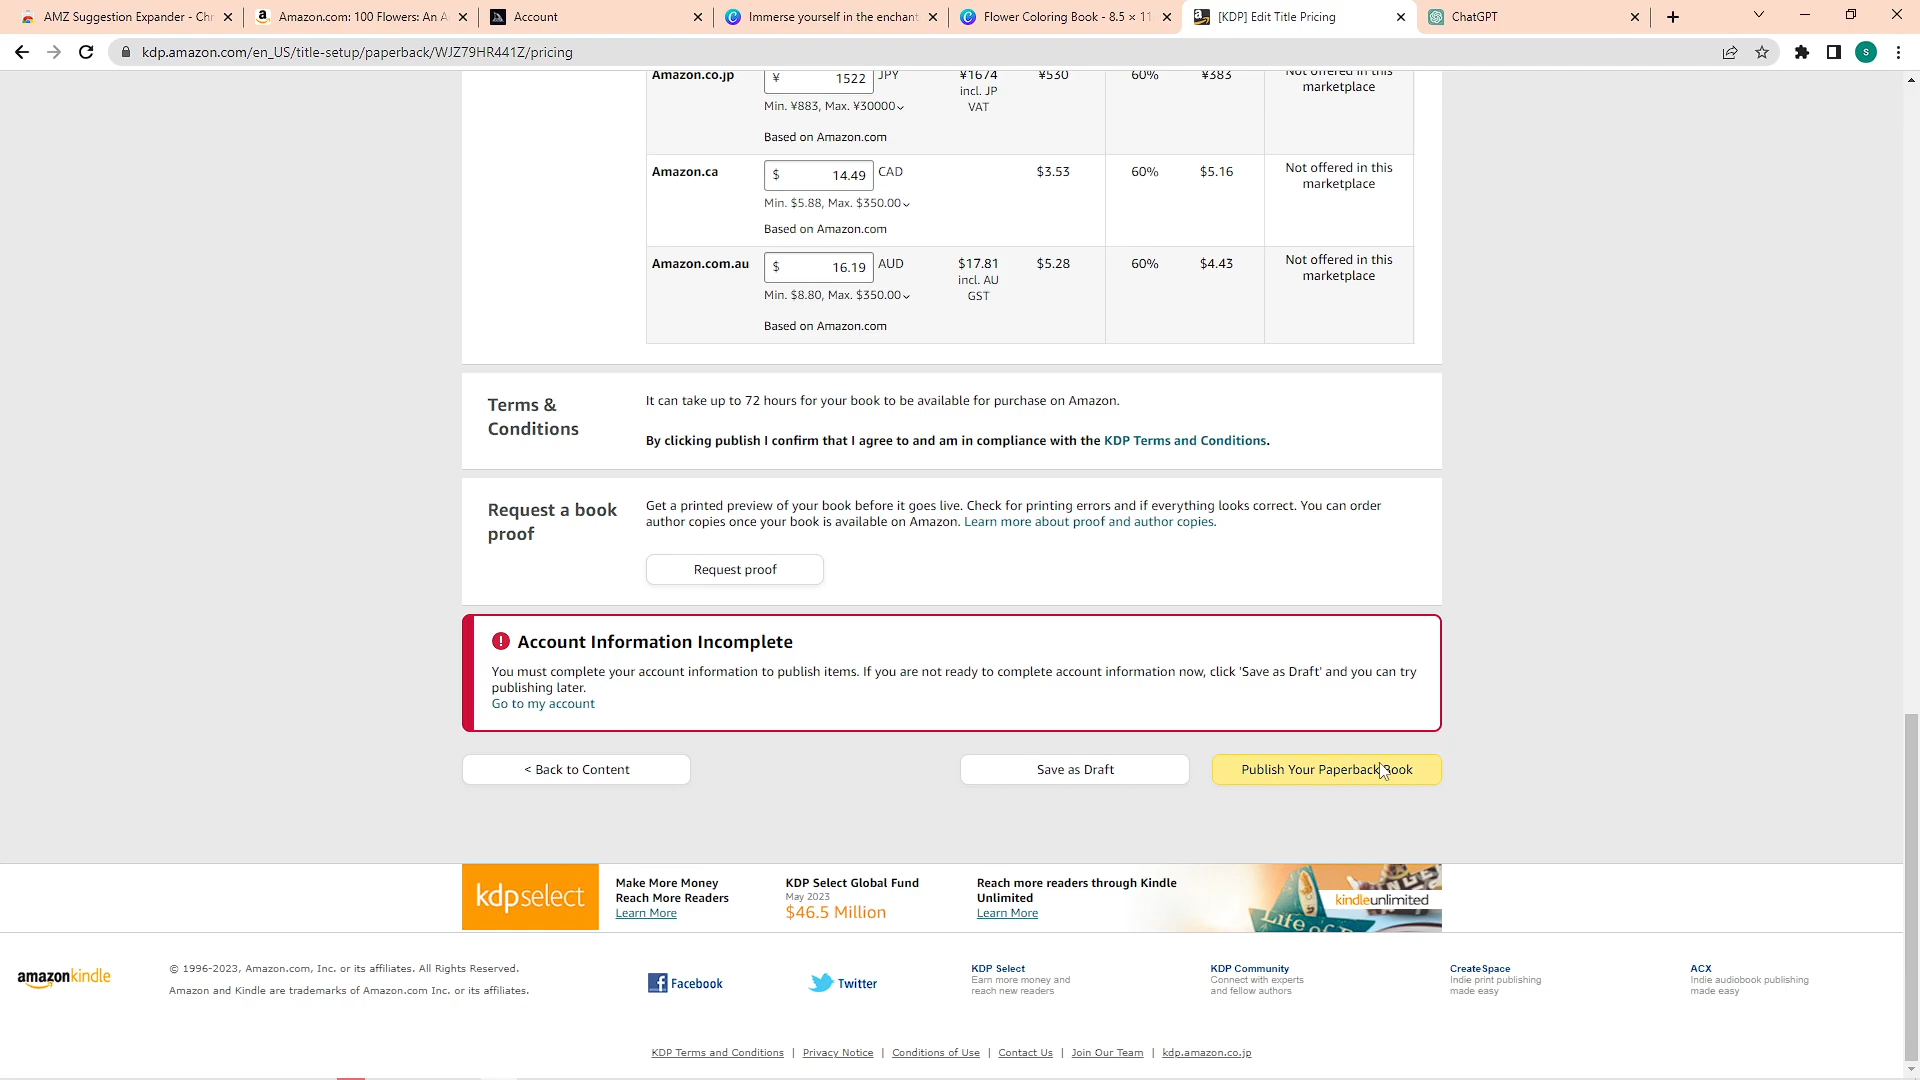 AMZ Suggestion Expander - Chr
Amazon.com: 100 Flowers: An A
Account
Immerse yourself in the enchant
Flower Coloring Book - 8.5 × 11
[KDP] Edit Title Pricing
ChatGPT
kdp.amazon.com/en_US/title-setup/paperback/WJZ79HR441Z/pricing
S
Amazon.co.jp ¥ 1522 JPY ¥1674 ¥530 60% ¥383 Not offered in this
incl. JP marketplace
Min. ¥883, Max. ¥30000 VAT
Based on Amazon.com
Amazon.ca $ 14.49 CAD $3.53 60% $5.16 Not offered in this
marketplace
Min. $5.88, Max. $350.00
Based on Amazon.com
Amazon.com.au $ 16.19 AUD $17.81 $5.28 60% $4.43 Not offered in this
incl. AU marketplace
Min. $8.80, Max. $350.00 GST
Based on Amazon.com
Terms &
Conditions
It can take up to 72 hours for your book to be available for purchase on Amazon.
By clicking publish I confirm that I agree to and am in compliance with the KDP Terms and Conditions.
Request a book
proof
Get a printed preview of your book before it goes live. Check for printing errors and if everything looks correct. You can order
author copies once your book is available on Amazon. Learn more about proof and author copies.
Request proof
! Account Information Incomplete
You must complete your account information to publish items. If you are not ready to complete account information now, click 'Save as Draft' and you can try
publishing later.
Go to my account
< Back to Content
Save as Draft
Publish Your Paperback Book
kdpselect
Make More Money
Reach More Readers
Learn More
KDP Select Global Fund
May 2023
$46.5 Million
Reach more readers through Kindle
Unlimited
Learn More
Life of
kindleunlimited
amazonkindle
© 1996-2023, Amazon.com, Inc. or its affiliates. All Rights Reserved.
Amazon and Kindle are trademarks of Amazon.com Inc. or its affiliates.
Facebook
Twitter
KDP Select
Earn more money and
reach new readers
KDP Community
Connect with experts
and fellow authors
CreateSpace
Indie print publishing
made easy
ACX
Indie audiobook publishing
made easy
KDP Terms and Conditions | Privacy Notice | Conditions of Use | Contact Us | Join Our Team | kdp.amazon.co.jp